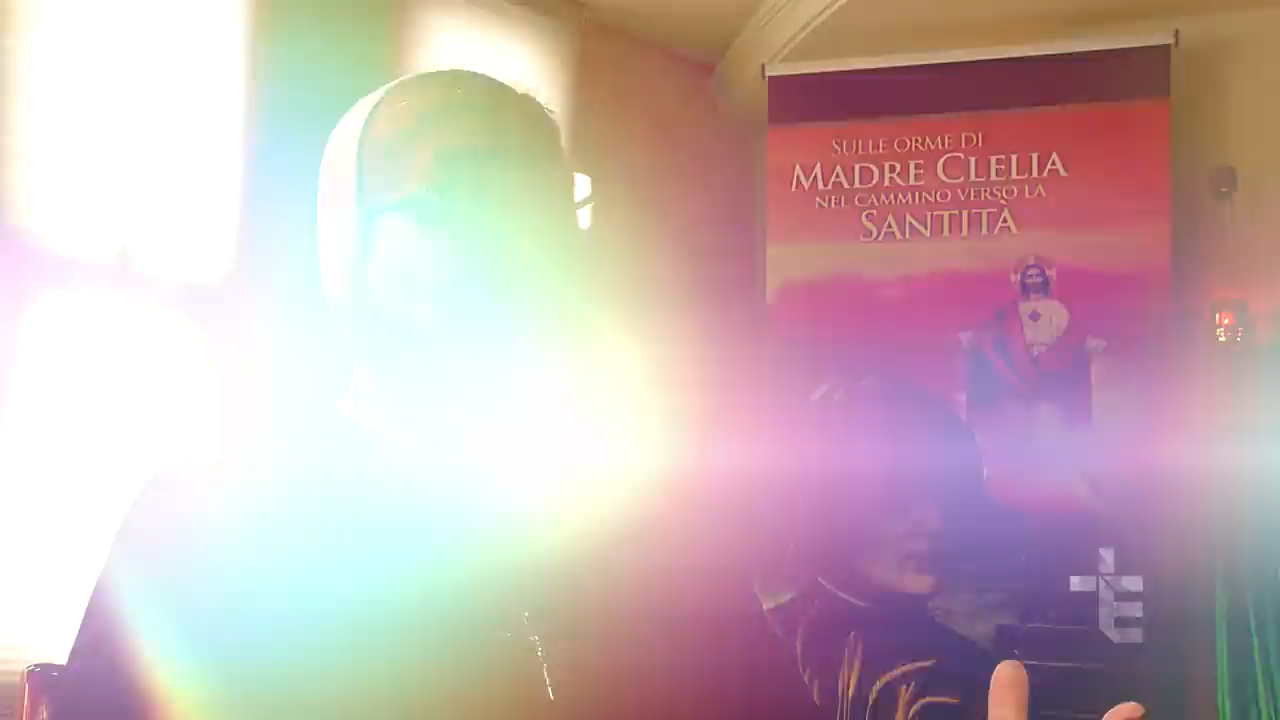 SULLE ORME DI
MADRE CLELIA
NEL CAMMINO VERSO LA
SANTITÀ